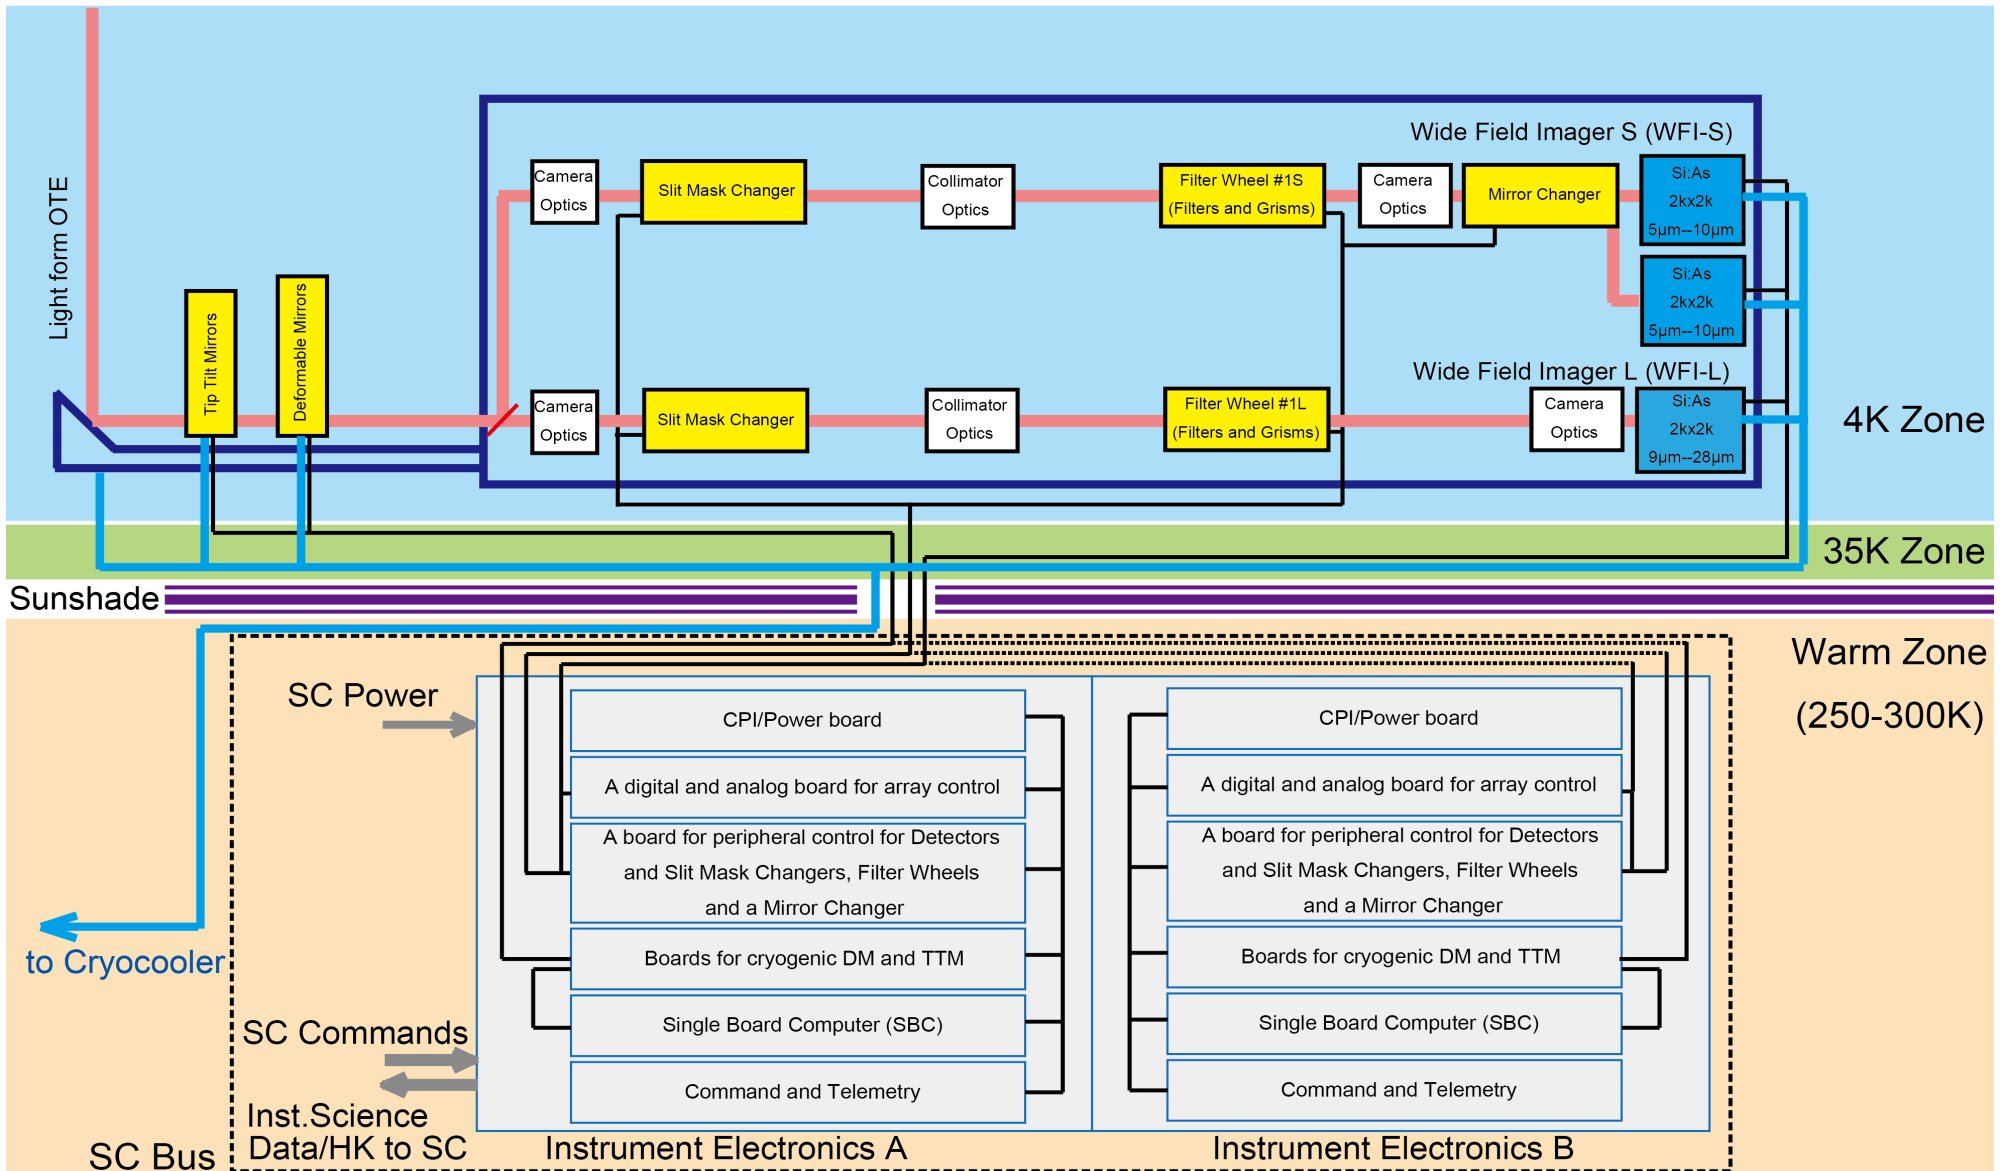 Light form OTE
Tip Tilt Mirrors
Deformable Mirrors
Wide Field Imager S (WFI-S)
Camera
Optics
Slit Mask Changer
Collimator
Optics
Filter Wheel #1S
(Filters and Grisms)
Camera
Optics
Mirror Changer
Si:As
2kx2k
5μm--10μm
Si:As
2kx2k
5μm--10μm
Wide Field Imager L (WFI-L)
Camera
Optics
Slit Mask Changer
Collimator
Optics
Filter Wheel #1L
(Filters and Grisms)
Camera
Optics
Si:As
2kx2k
9μm--28μm
4K Zone
35K Zone
Sunshade
Warm Zone
(250-300K)
SC Power
CPI/Power board
A digital and analog board for array control
A board for peripheral control for Detectors
and Slit Mask Changers, Filter Wheels
and a Mirror Changer
Boards for cryogenic DM and TTM
Single Board Computer (SBC)
Command and Telemetry
Instrument Electronics A
CPI/Power board
A digital and analog board for array control
A board for peripheral control for Detectors
and Slit Mask Changers, Filter Wheels
and a Mirror Changer
Boards for cryogenic DM and TTM
Single Board Computer (SBC)
Command and Telemetry
Instrument Electronics B
to Cryocooler
SC Commands
Inst.Science
Data/HK to SC
SC Bus